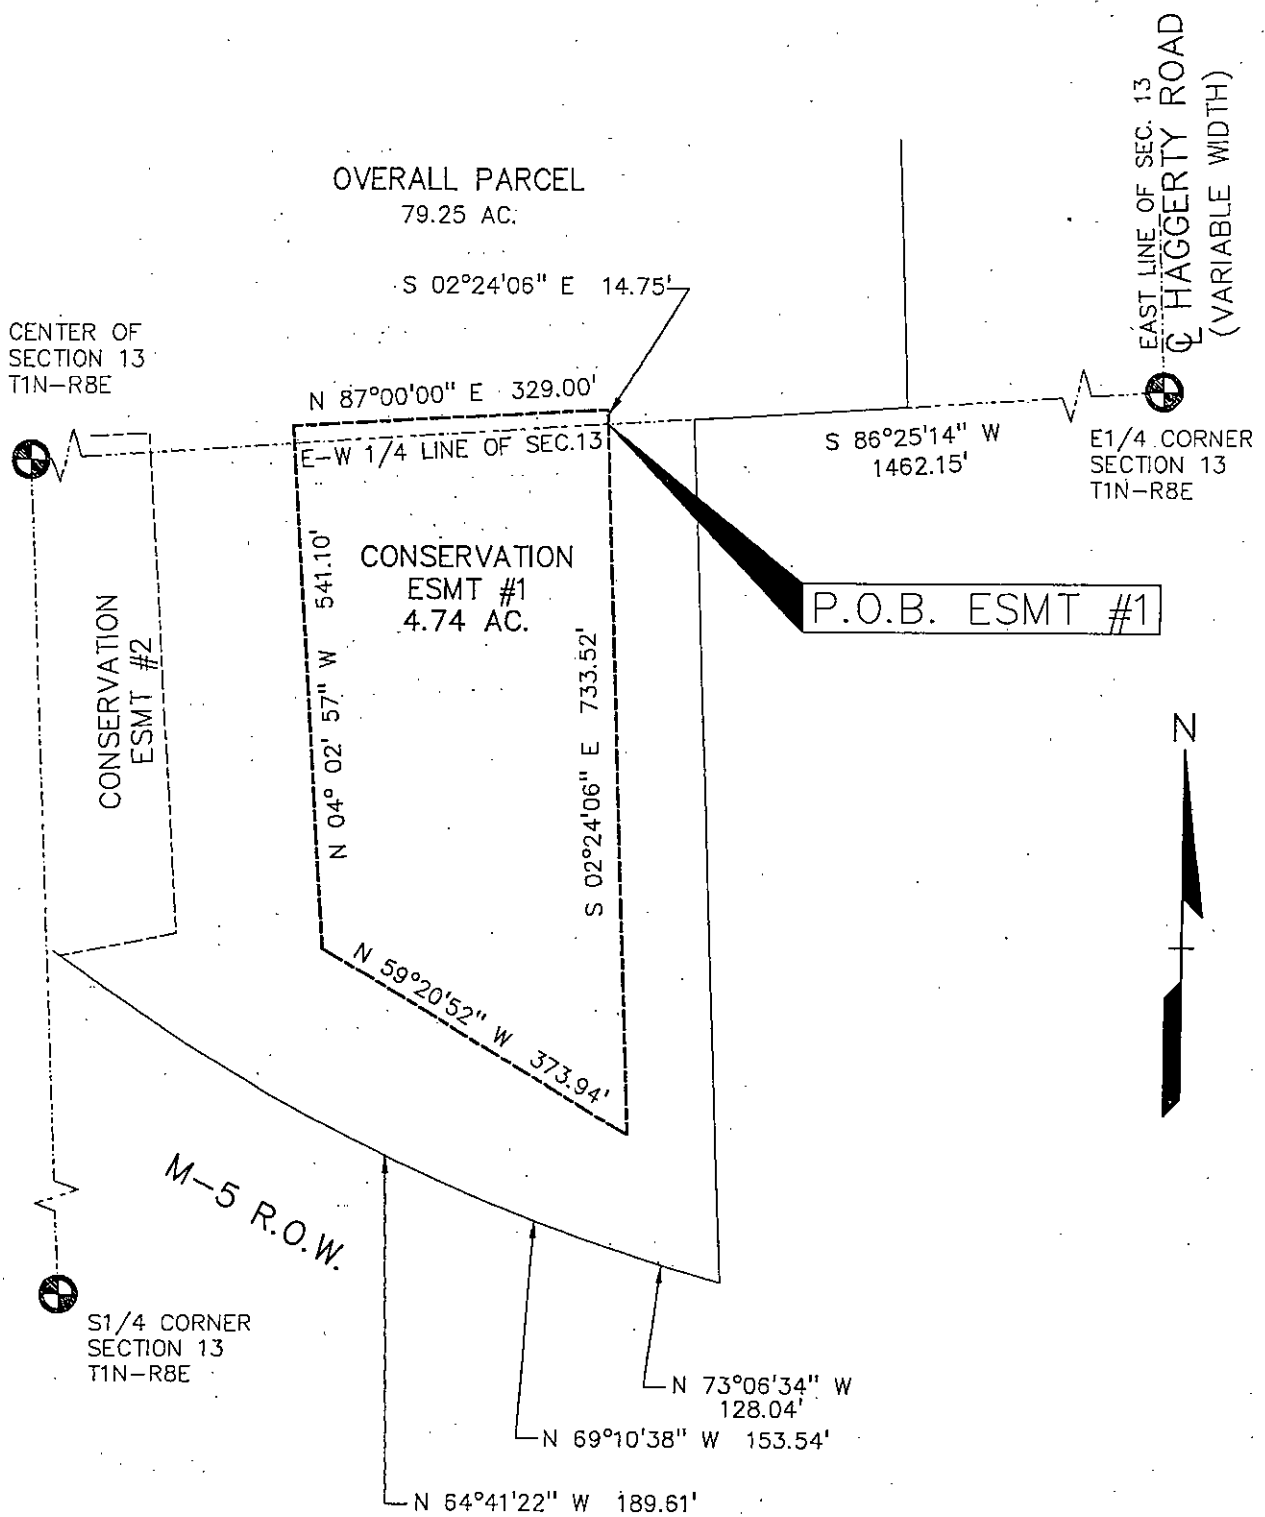 EAST LINE OF SEC. 13
℄ HAGGERTY ROAD
(VARIABLE WIDTH)
OVERALL PARCEL
79.25 AC.
S 02°24'06" E 14.75'
CENTER OF
SECTION 13
T1N-R8E
N 87°00'00" E 329.00'
E-W 1/4 LINE OF SEC.13
S 86°25'14" W
1462.15'
E1/4 CORNER
SECTION 13
T1N-R8E
CONSERVATION
ESMT #1
4.74 AC.
P.O.B. ESMT #1
CONSERVATION
ESMT #2
N 04° 02' 57" W 541.10'
S 02°24'06" E 733.52'
N
N 59°20'52" W 373.94'
M-5 R.O.W.
S1/4 CORNER
SECTION 13
T1N-R8E
N 73°06'34" W
128.04'
N 69°10'38" W 153.54'
N 64°41'22" W 189.61'